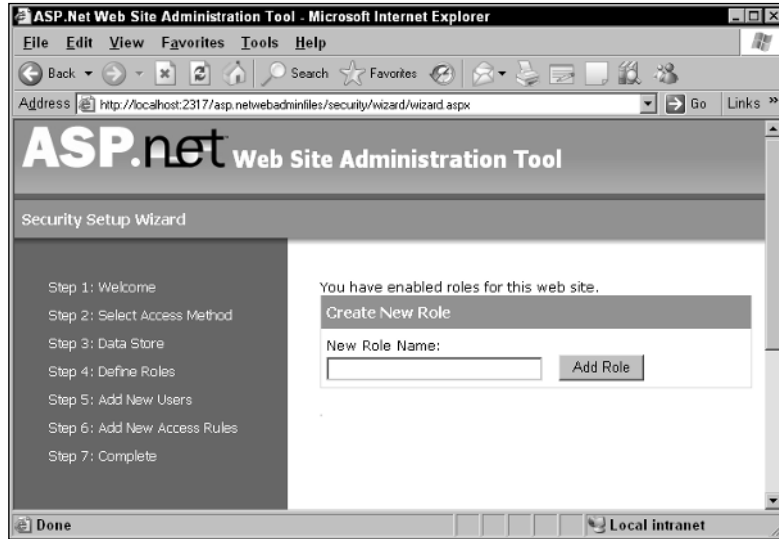 ASP.Net Web Site Administration Tool - Microsoft Internet Explorer
File Edit View Favorites Tools Help
Back Search Favorites
Address http://localhost:2317/asp.netwebadminfiles/security/wizard/wizard.aspx Go Links »
ASP.net Web Site Administration Tool
Security Setup Wizard
Step 1: Welcome
Step 2: Select Access Method
Step 3: Data Store
Step 4: Define Roles
Step 5: Add New Users
Step 6: Add New Access Rules
Step 7: Complete
You have enabled roles for this web site.
Create New Role
New Role Name:
Add Role
.
Done Local intranet